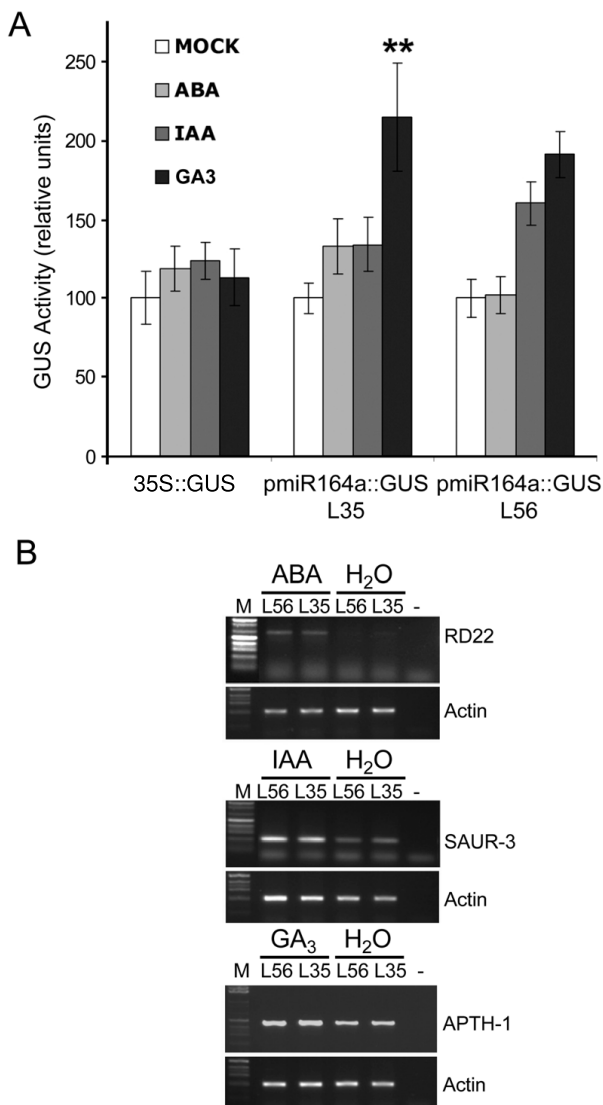 A
GUS Activity (relative units)
250
200
150
100
50
0
MOCK
ABA
IAA
GA3
**
35S::GUS
pmiR164a::GUS
L35
pmiR164a::GUS
L56
B
ABA H₂O
M L56 L35 L56 L35 -
RD22
Actin
IAA H₂O
M L56 L35 L56 L35 -
SAUR-3
Actin
GA₃ H₂O
M L56 L35 L56 L35 -
APTH-1
Actin